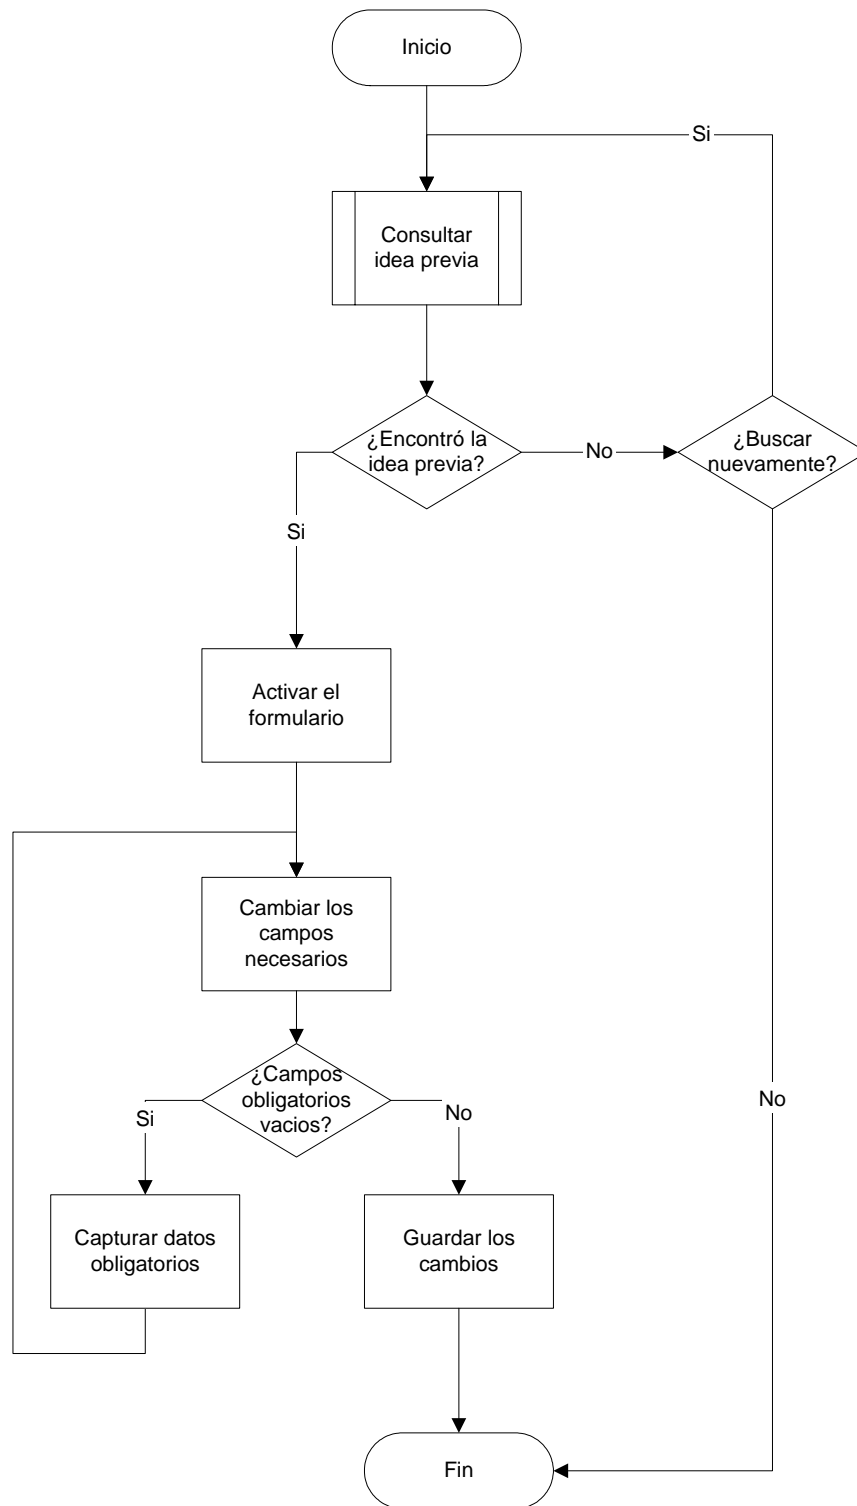 Inicio
Si
Consultar
idea previa
¿Encontró la
idea previa?
No
¿Buscar
nuevamente?
Si
Activar el
formulario
Cambiar los
campos
necesarios
¿Campos
obligatorios
vacios?
Si
No
No
Capturar datos
obligatorios
Guardar los
cambios
Fin